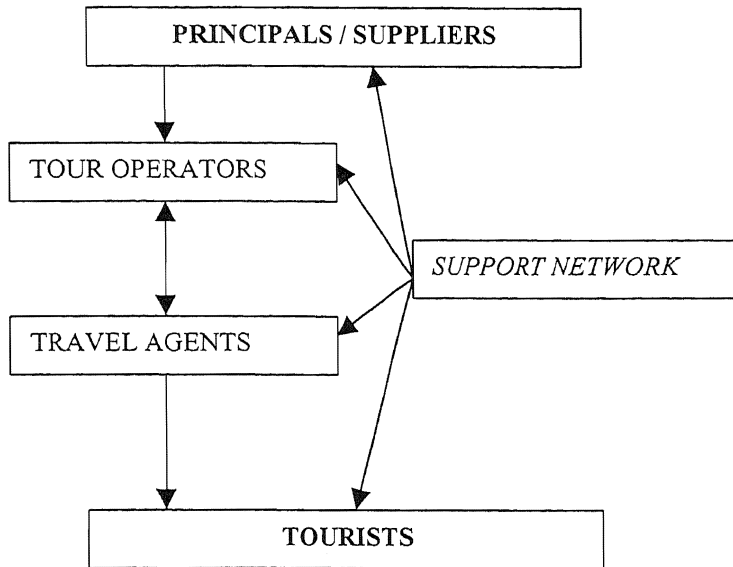 PRINCIPALS / SUPPLIERS
TOUR OPERATORS
SUPPORT NETWORK
TRAVEL AGENTS
TOURISTS